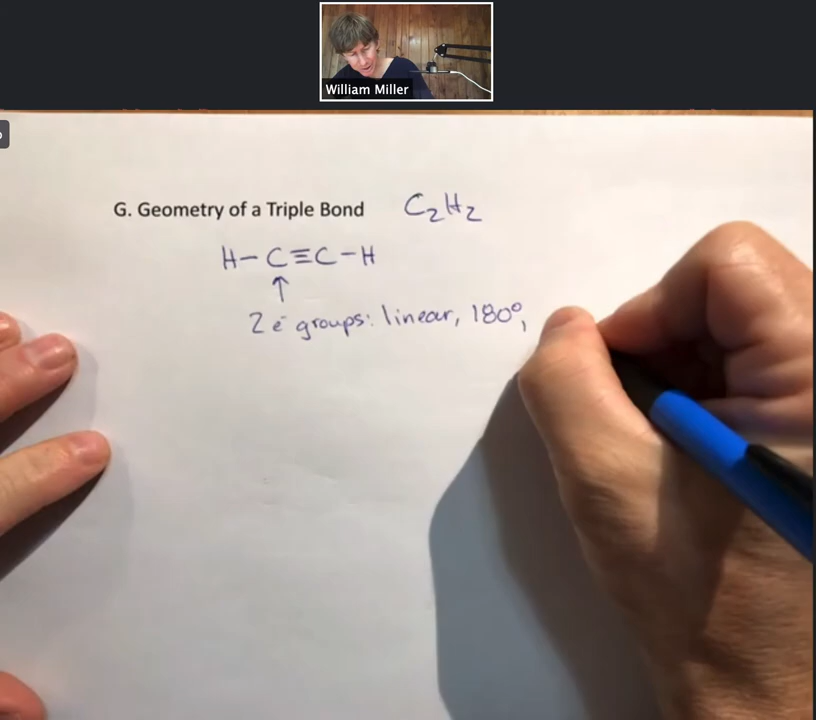 William Miller
G. Geometry of a Triple Bond C₂H₂
H-C≡C-H
↑
2 e⁻ groups: linear, 180°,